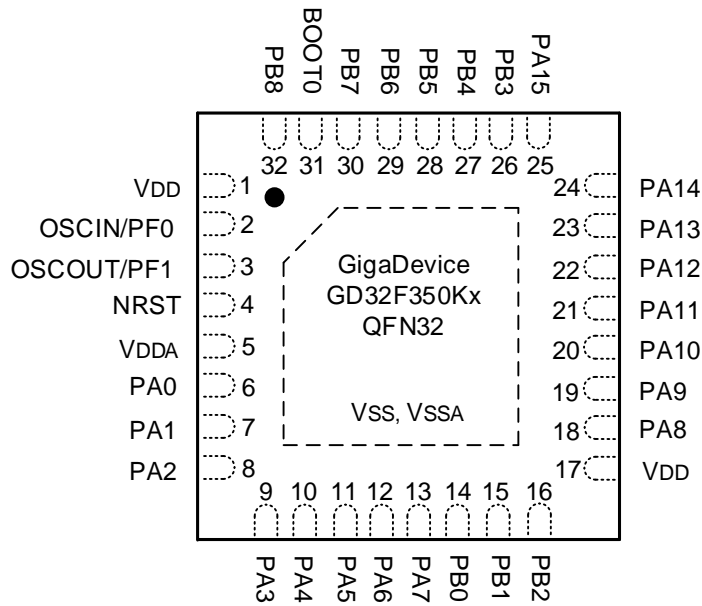 PB8
BOOT0
PB7
PB6
PB5
PB4
PB3
PA15
32
31
30
29
28
27
26
25
VDD
1
OSCIN/PF0
2
OSCOUT/PF1
3
NRST
4
VDDA
5
PA0
6
PA1
7
PA2
8
GigaDevice
GD32F350Kx
QFN32
VSS, VSSA
24
PA14
23
PA13
22
PA12
21
PA11
20
PA10
19
PA9
18
PA8
17
VDD
9
10
11
12
13
14
15
16
PA3
PA4
PA5
PA6
PA7
PB0
PB1
PB2